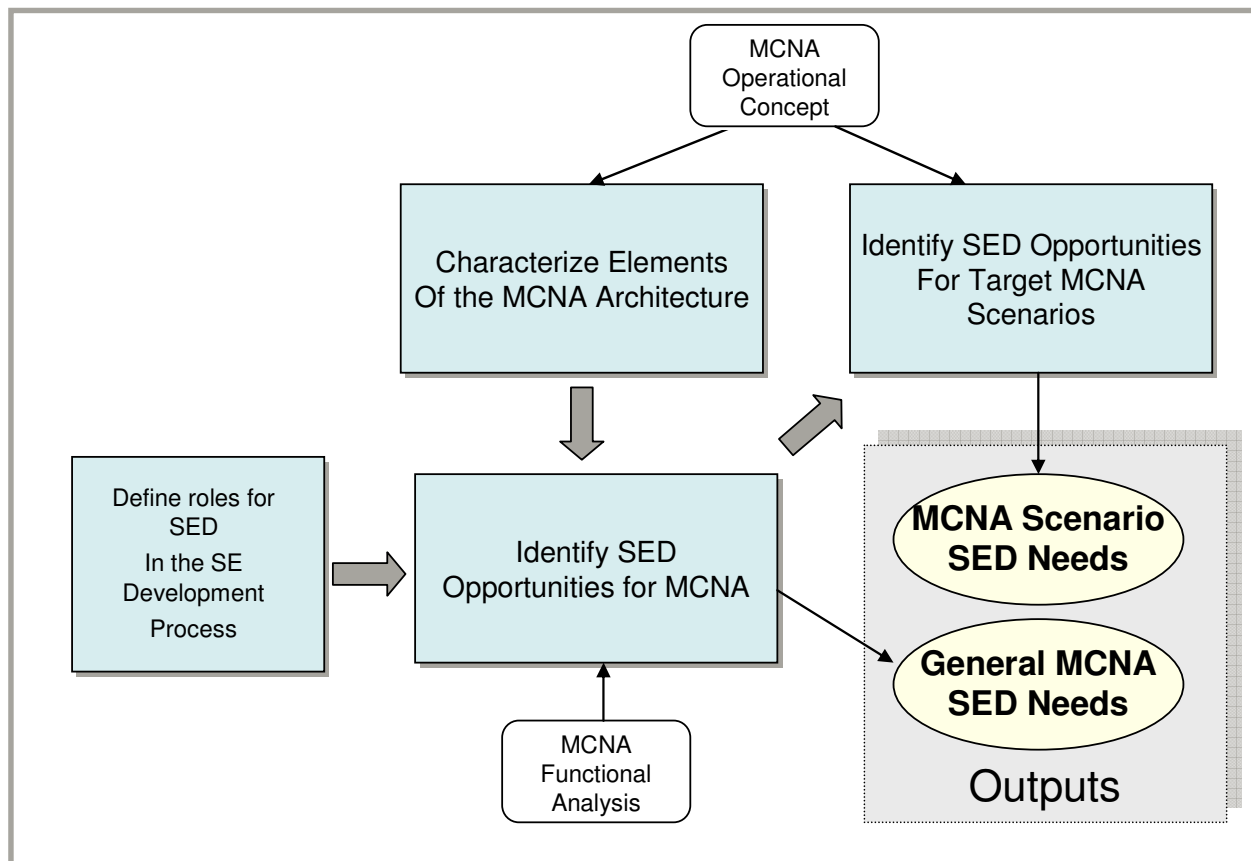 MCNA
Operational
Concept
Characterize Elements
Of the MCNA Architecture
Identify SED Opportunities
For Target MCNA
Scenarios
Define roles for
SED
In the SE
Development
Process
Identify SED
Opportunities for MCNA
MCNA Scenario
SED Needs
General MCNA
SED Needs
MCNA
Functional
Analysis
Outputs